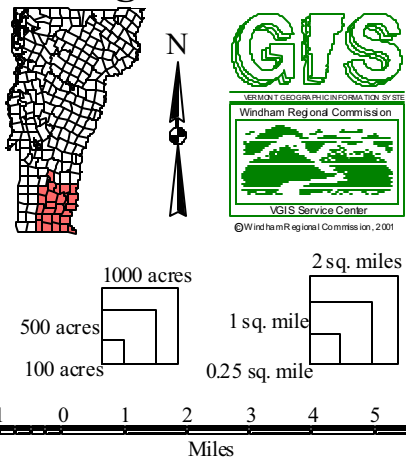 N
GIS
VERMONT GEOGRAPHIC INFORMATION SYSTE
Windham Regional Commission
VGIS Service Center
© Windham Regional Commission, 2001
1000 acres
500 acres
100 acres
2 sq. miles
1 sq. mile
0.25 sq. mile
1 0 1 2 3 4 5
Miles